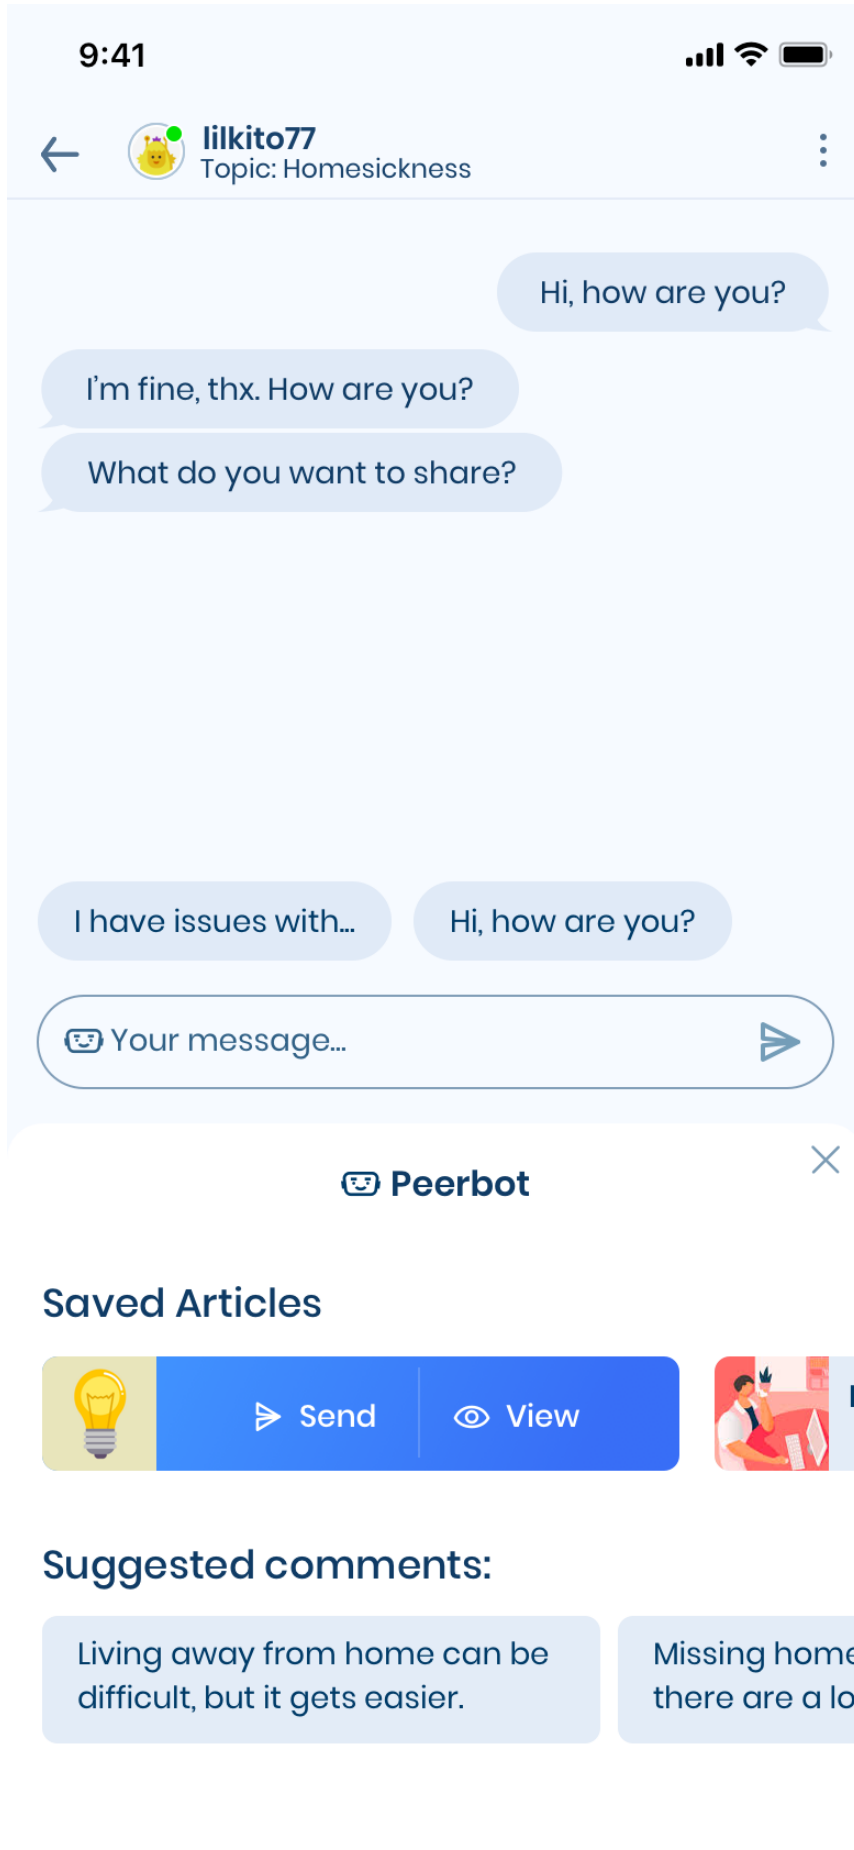 9:41
lilkito77
Topic: Homesickness
Hi, how are you?
I'm fine, thx. How are you?
What do you want to share?
I have issues with...
Hi, how are you?
Your message...
Peerbot
Saved Articles
Send
View
Suggested comments:
Living away from home can be
difficult, but it gets easier.
Missing home
there are a lo